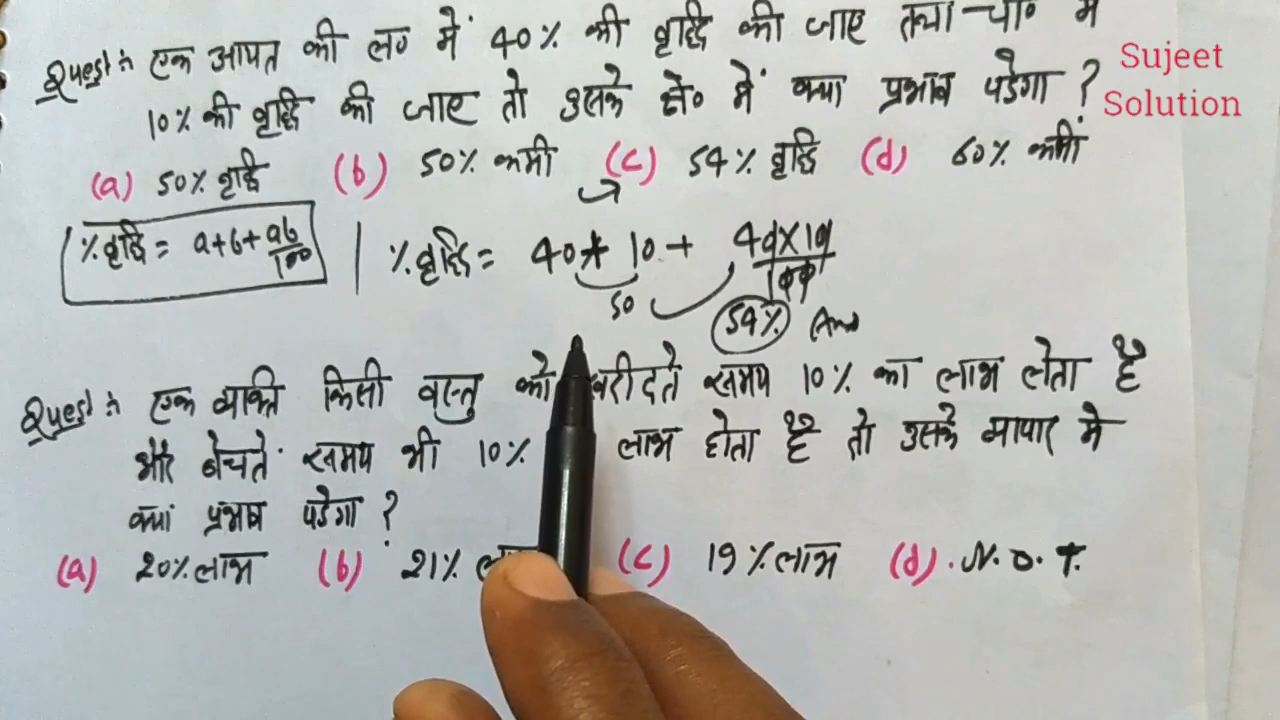 Quest:- एक आयत की ल० में 40% की वृद्धि की जाए तथा चौ० में
10% की वृद्धि की जाए तो उसके क्षे० में क्या प्रभाव पडेगा ?
Sujeet
Solution
(a) 50% वृद्धि (b) 50% कमी (c) 54% वृद्धि (d) 60% कमीं
%वृद्धि = a+b+ab/100 | %वृद्धि = 40 + 10 + 40×10/100
50
54% Ans
Quest:- एक व्यक्ति किसी वस्तु को खरीदते समय 10% का लाभ लेता है
और बेचते समय भी 10% लाभ होता है तो उसके व्यापार मे
क्यां प्रभाव पडेगा ?
(a) 20% लाभ (b) 21% (c) 19% लाभ (d). N. O. T.